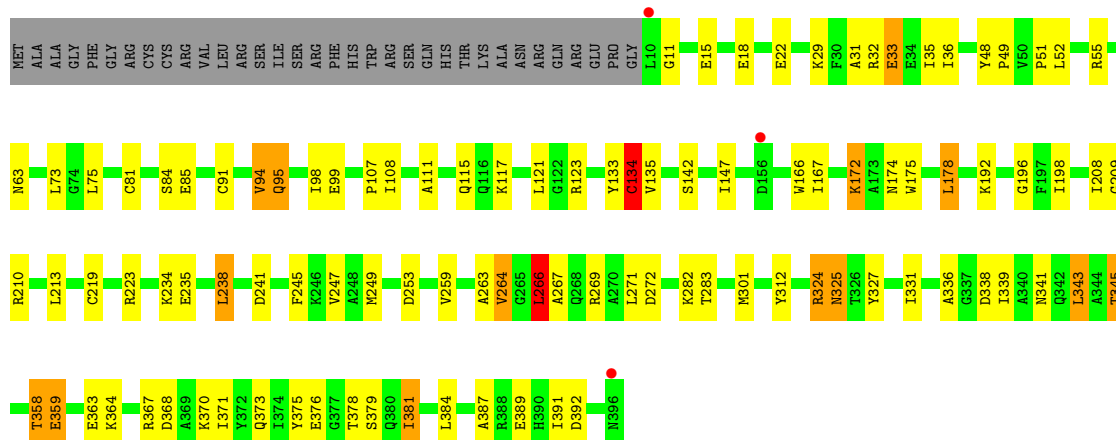 MET ALA ALA GLY PHE GLY ARG CYS CYS ARG VAL LEU ARG SER ILE SER ARG PHE HIS TRP ARG SER GLN HIS THR LYS ALA ASN ARG GLN ARG GLU PRO GLY L10 G11 E15 E18 E22 K29 F30 A31 R32 E33 E34 I35 I36 Y48 P49 V50 P51 L52 R55
N63 L73 G74 L75 C81 S84 E85 C91 V94 Q95 I98 E99 P107 I108 A111 Q115 Q116 K117 L121 G122 R123 Y133 C134 V135 S142 I147 D156 W166 I167 K172 A173 N174 W175 L178 K192 G196 F197 I198 I208 G209
R210 L213 C219 R223 K234 E235 L238 D241 F245 K246 V247 A248 M249 D253 V259 A263 V264 G265 L266 A267 Q268 R269 A270 L271 D272 K282 T283 M301 Y312 R324 N325 T326 Y327 I331 A336 G337 D338 I339 A340 N341 Q342 L343 A344 T345
T358 E359 E363 K364 R367 D368 A369 K370 I371 Y372 Q373 I374 Y375 E376 G377 T378 S379 Q380 I381 L384 A387 R388 E389 H390 I391 D392 N396